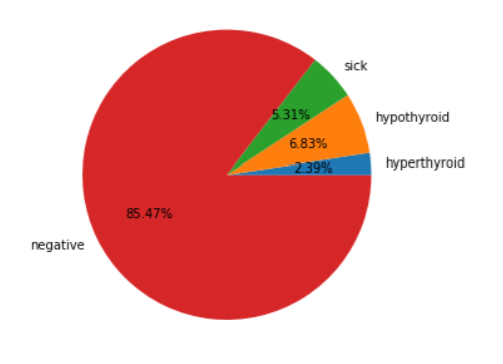 sick
5.31%
hypothyroid
6.83%
hyperthyroid
2.39%
85.47%
negative